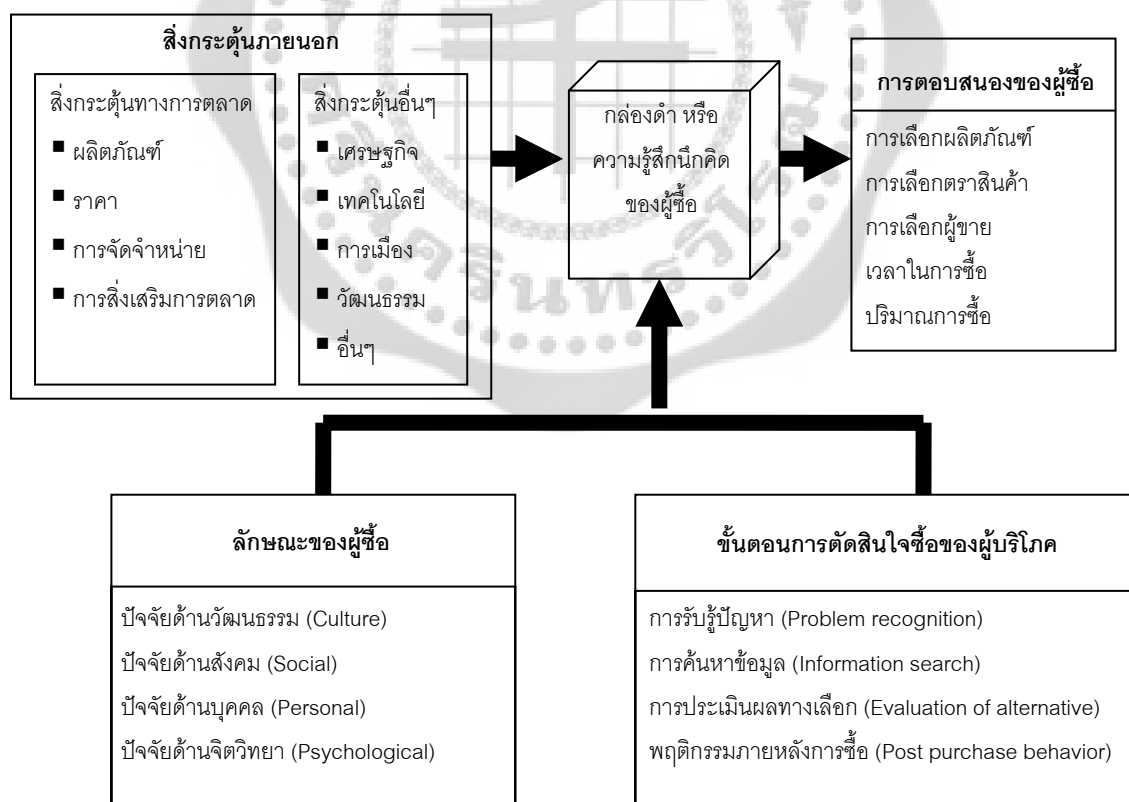 สิ่งกระตุ้นภายนอก
สิ่งกระตุ้นทางการตลาด
■ ผลิตภัณฑ์
■ ราคา
■ การจัดจำหน่าย
■ การสิ่งเสริมการตลาด
สิ่งกระตุ้นอื่นๆ
■ เศรษฐกิจ
■ เทคโนโลยี
■ การเมือง
■ วัฒนธรรม
■ อื่นๆ
กล่องดำ หรือ
ความรู้สึกนึกคิด
ของผู้ซื้อ
การตอบสนองของผู้ซื้อ
การเลือกผลิตภัณฑ์
การเลือกตราสินค้า
การเลือกผู้ขาย
เวลาในการซื้อ
ปริมาณการซื้อ
ลักษณะของผู้ซื้อ
ปัจจัยด้านวัฒนธรรม (Culture)
ปัจจัยด้านสังคม (Social)
ปัจจัยด้านบุคคล (Personal)
ปัจจัยด้านจิตวิทยา (Psychological)
ขั้นตอนการตัดสินใจซื้อของผู้บริโภค
การรับรู้ปัญหา (Problem recognition)
การค้นหาข้อมูล (Information search)
การประเมินผลทางเลือก (Evaluation of alternative)
พฤติกรรมภายหลังการซื้อ (Post purchase behavior)